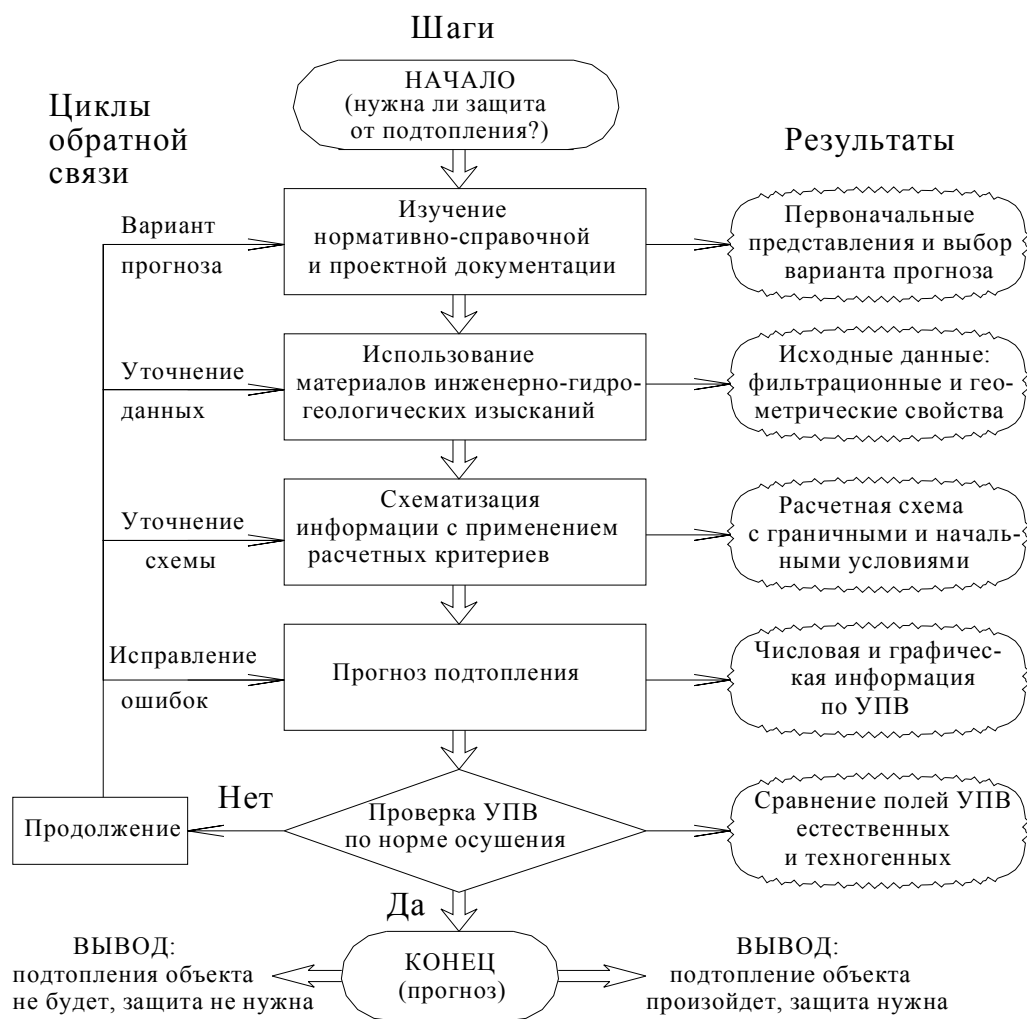 Шаги
НАЧАЛО
(нужна ли защита
от подтопления?)
Циклы
обратной
связи
Результаты
Вариант
прогноза
Изучение
нормативно-справочной
и проектной документации
Первоначальные
представления и выбор
варианта прогноза
Уточнение
данных
Использование
материалов инженерно-гидро-
геологических изысканий
Исходные данные:
фильтрационные и гео-
метрические свойства
Уточнение
схемы
Схематизация
информации с применением
расчетных критериев
Расчетная схема
с граничными и началь-
ными условиями
Исправление
ошибок
Прогноз подтопления
Числовая и графичес-
кая информация
по УПВ
Продолжение
Нет
Проверка УПВ
по норме осушения
Сравнение полей УПВ
естественных
и техногенных
Да
ВЫВОД:
подтопления объекта
не будет, защита не нужна
КОНЕЦ
(прогноз)
ВЫВОД:
подтопление объекта
произойдет, защита нужна